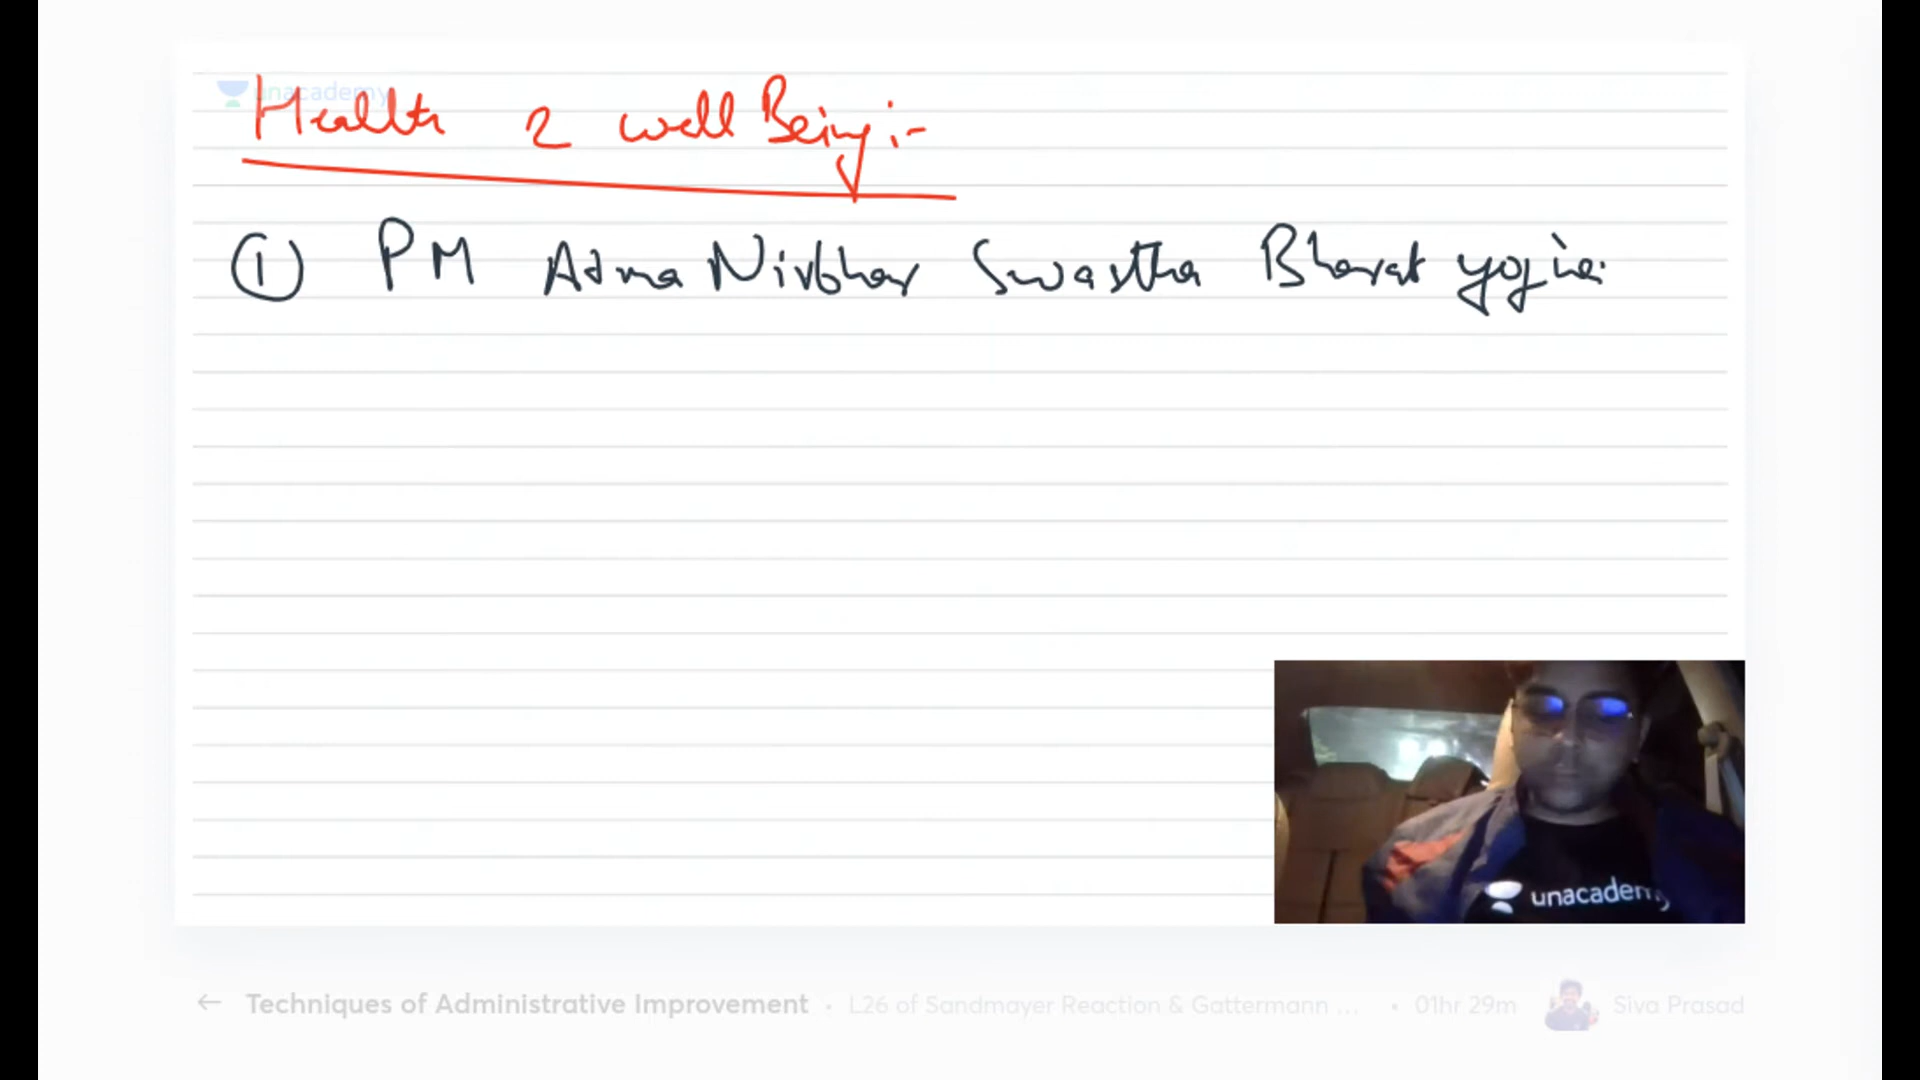 unacademy
Health & well Being :-
① PM Atma Nirbhar Swastha Bharat yojna.
unacademy
Techniques of Administrative Improvement · L26 of Sandmayer Reaction & Gattermann ... · 01hr 29m Siva Prasad